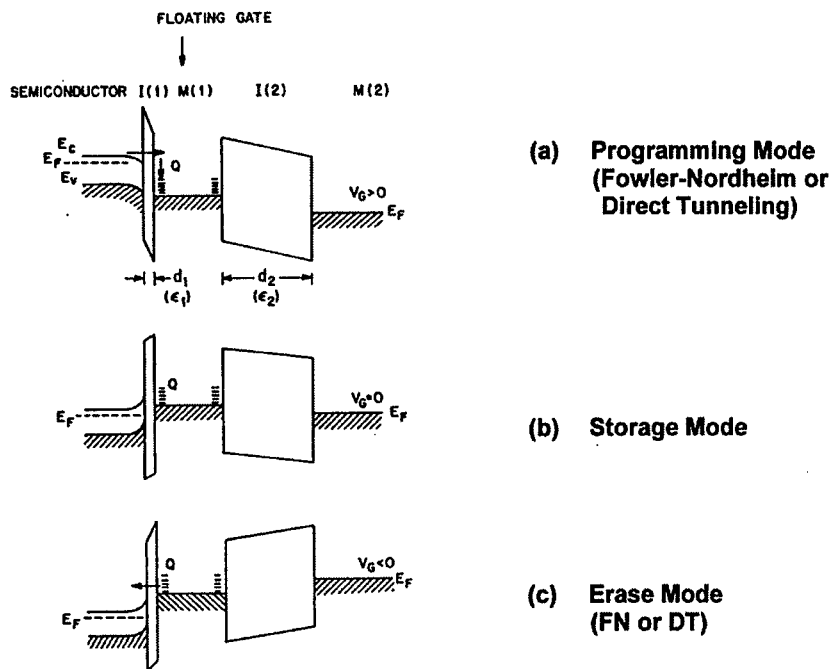 FLOATING GATE
SEMICONDUCTOR I(1) M(1) I(2) M(2)
E_C
E_F
E_V
Q
V_G>0
E_F
d_1
(ϵ_1)
d_2
(ϵ_2)
(a) Programming Mode
(Fowler-Nordheim or
Direct Tunneling)
E_F
Q
V_G=0
E_F
(b) Storage Mode
E_F
Q
V_G<0
E_F
(c) Erase Mode
(FN or DT)